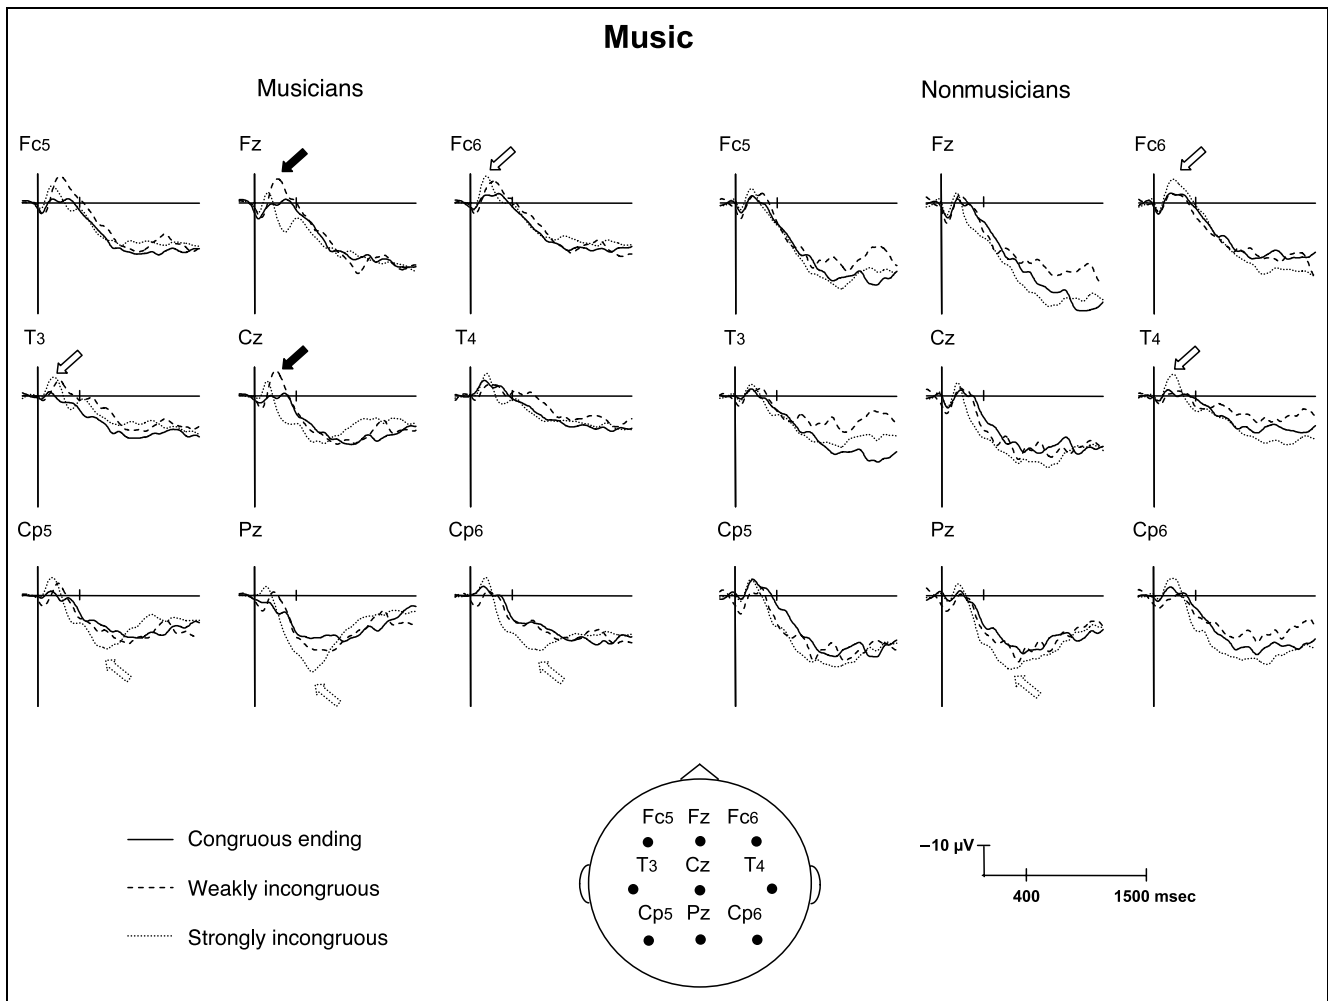 Music
Musicians Nonmusicians
Fc5 Fz Fc6 Fc5 Fz Fc6
T3 Cz T4 T3 Cz T4
Cp5 Pz Cp6 Cp5 Pz Cp6
Fc5 Fz Fc6
T3 Cz T4
Cp5 Pz Cp6
Congruous ending
Weakly incongruous
Strongly incongruous
−10 µV
400 1500 msec